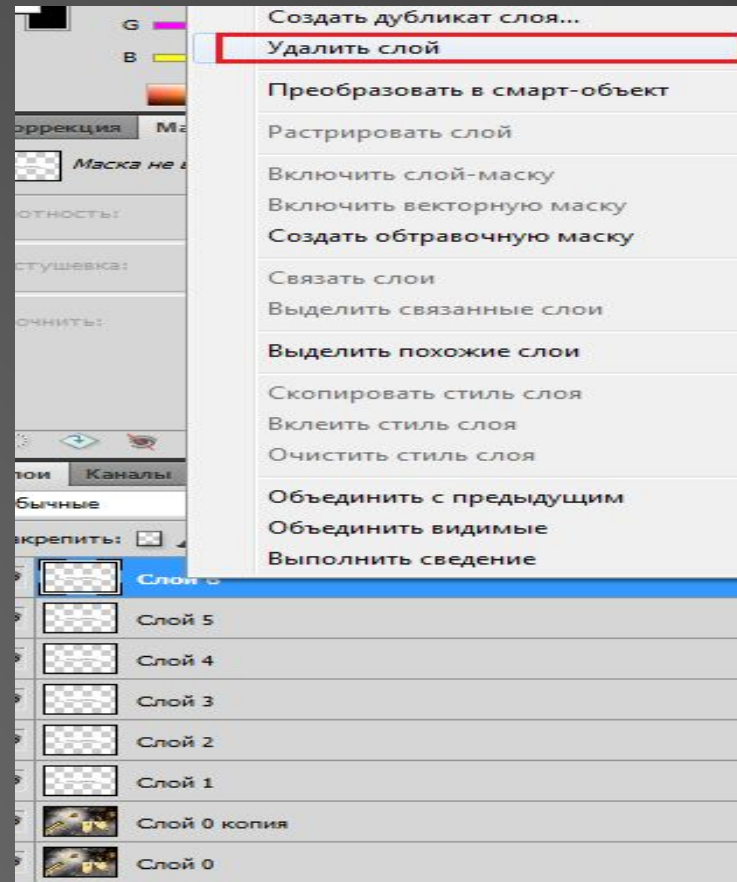 Создать дубликат слоя...
G
Удалить слой
B
Преобразовать в смарт-объект
Растрировать слой
Маска не
Включить слой-маску
Включить векторную маску
Создать обтравочную маску
Связать слои
Выделить связанные слои
Выделить похожие слои
Скопировать стиль слоя
Вклеить стиль слоя
Очистить стиль слоя
Каналы
Объединить с предыдущим
Объединить видимые
Выполнить сведение
Слой 6
Слой 5
Слой 4
Слой 3
Слой 2
Слой 1
Слой 0 копия
Слой 0